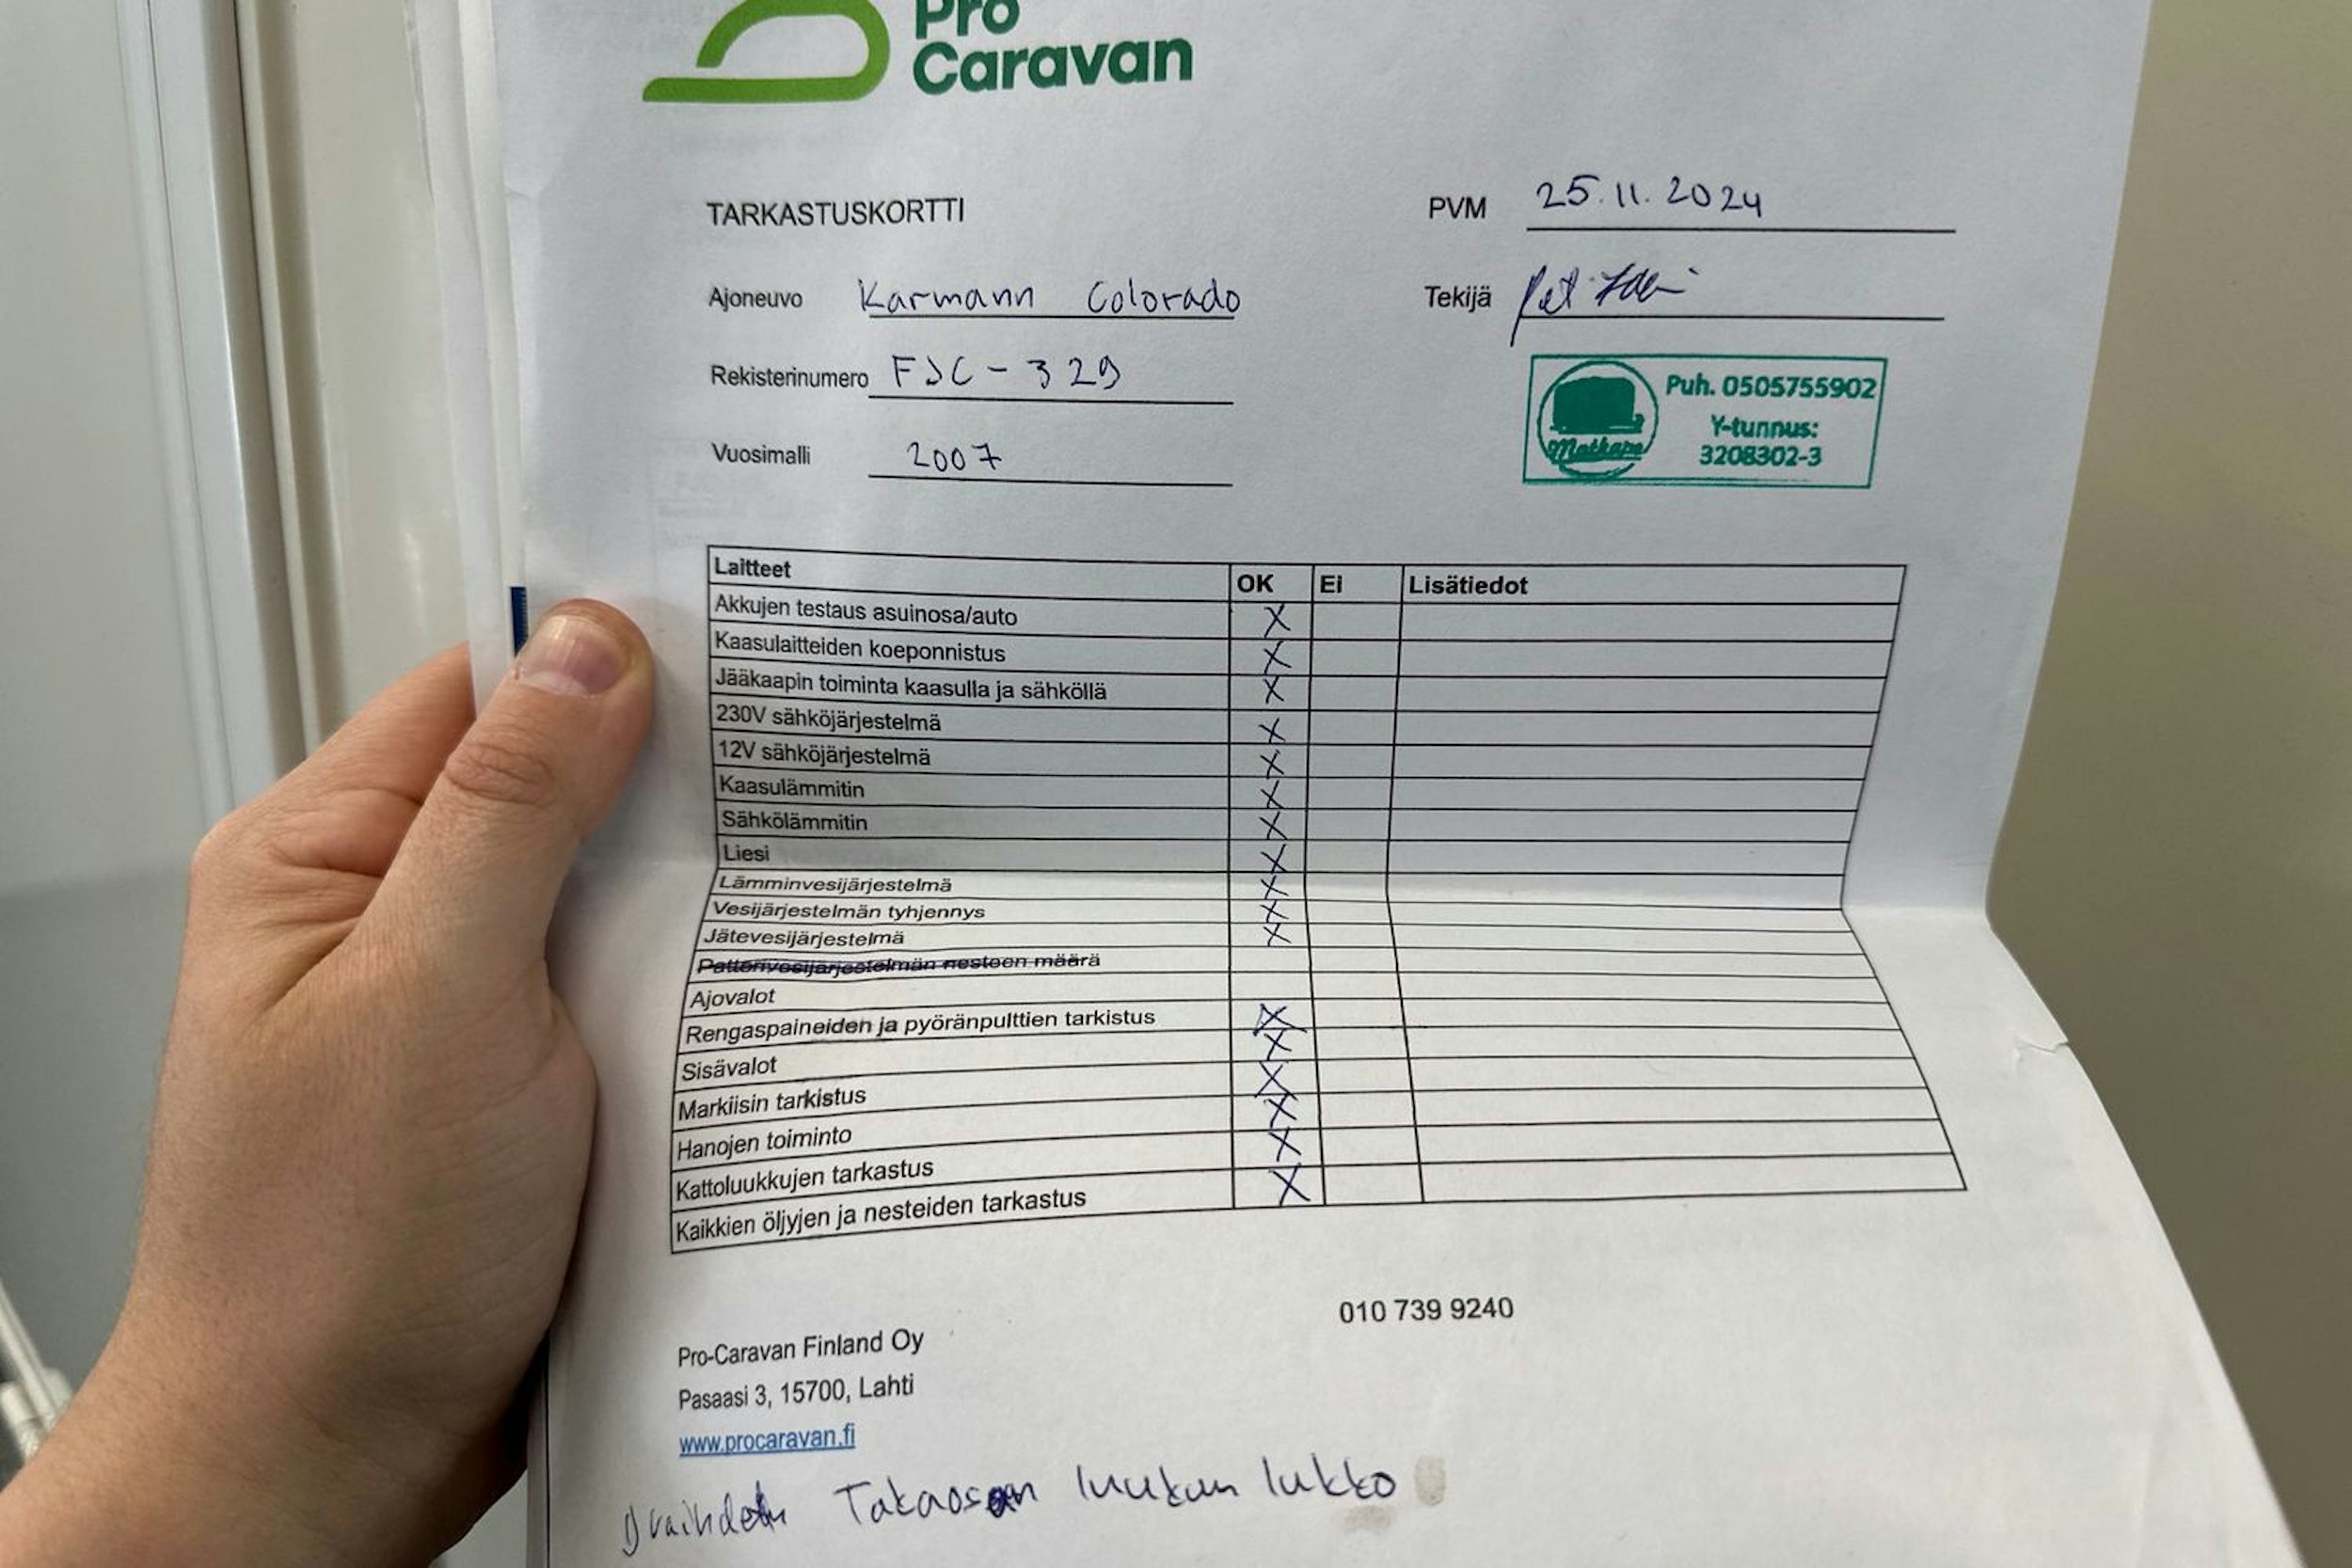 Pro
Caravan
TARKASTUSKORTTI
PVM 25.11.2024
Ajoneuvo Karmann Colorado
Tekijä
Rekisterinumero FJC-329
Vuosimalli 2007
Puh. 0505755902
Y-tunnus:
3208302-3
Matkape
Laitteet OK Ei Lisätiedot
Akkujen testaus asuinosa/auto X
Kaasulaitteiden koeponnistus X
Jääkaapin toiminta kaasulla ja sähköllä X
230V sähköjärjestelmä X
12V sähköjärjestelmä X
Kaasulämmitin X
Sähkölämmitin X
Liesi X
Lämminvesijärjestelmä X
Vesijärjestelmän tyhjennys X
Jätevesijärjestelmä X
Patterivesijärjestelmän nesteen määrä
Ajovalot
Rengaspaineiden ja pyöränpulttien tarkistus X
Sisävalot X
Markiisin tarkistus X
Hanojen toiminto X
Kattoluukkujen tarkastus X
Kaikkien öljyjen ja nesteiden tarkastus X
010 739 9240
Pro-Caravan Finland Oy
Pasaasi 3, 15700, Lahti
www.procaravan.fi
Takaosan luukun lukko